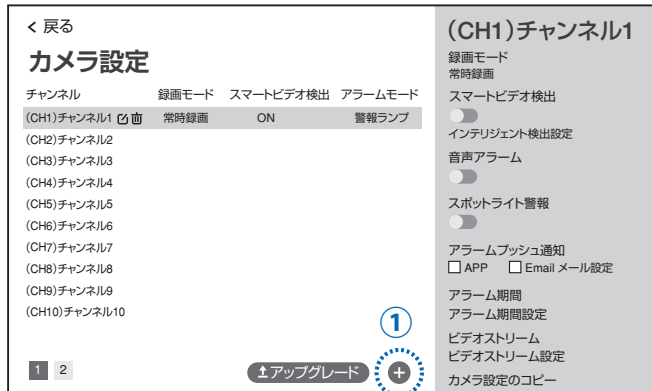 < 戻る
カメラ設定
チャンネル 録画モード スマートビデオ検出 アラームモード
(CH1)チャンネル1 常時録画 ON 警報ランプ
(CH2)チャンネル2
(CH3)チャンネル3
(CH4)チャンネル4
(CH5)チャンネル5
(CH6)チャンネル6
(CH7)チャンネル7
(CH8)チャンネル8
(CH9)チャンネル9
(CH10)チャンネル10
①
1 2 アップグレード +
(CH1)チャンネル1
録画モード
常時録画
スマートビデオ検出
インテリジェント検出設定
音声アラーム
スポットライト警報
アラームプッシュ通知
APP Email メール設定
アラーム期間
アラーム期間設定
ビデオストリーム
ビデオストリーム設定
カメラ設定のコピー